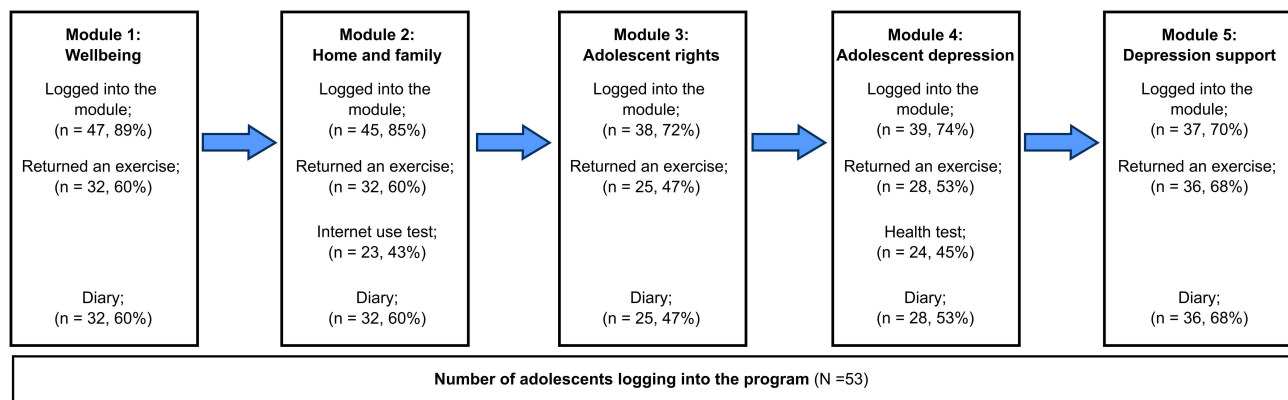 Module 1:
Wellbeing
Logged into the
module;
(n = 47, 89%)
Returned an exercise;
(n = 32, 60%)
Diary;
(n = 32, 60%)
Module 2:
Home and family
Logged into the
module;
(n = 45, 85%)
Returned an exercise;
(n = 32, 60%)
Internet use test;
(n = 23, 43%)
Diary;
(n = 32, 60%)
Module 3:
Adolescent rights
Logged into the
module;
(n = 38, 72%)
Returned an exercise;
(n = 25, 47%)
Diary;
(n = 25, 47%)
Module 4:
Adolescent depression
Logged into the
module;
(n = 39, 74%)
Returned an exercise;
(n = 28, 53%)
Health test;
(n = 24, 45%)
Diary;
(n = 28, 53%)
Module 5:
Depression support
Logged into the
module;
(n = 37, 70%)
Returned an exercise;
(n = 36, 68%)
Diary;
(n = 36, 68%)
Number of adolescents logging into the program (N =53)